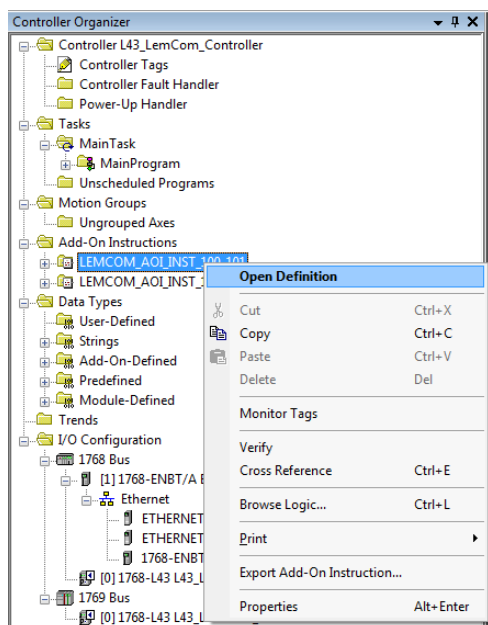 Controller Organizer
Controller L43_LemCom_Controller
Controller Tags
Controller Fault Handler
Power-Up Handler
Tasks
MainTask
MainProgram
Unscheduled Programs
Motion Groups
Ungrouped Axes
Add-On Instructions
LEMCOM_AOI_INST_100_101
LEMCOM_AOI_INST_
Data Types
User-Defined
Strings
Add-On-Defined
Predefined
Module-Defined
Trends
I/O Configuration
1768 Bus
[1] 1768-ENBT/A
Ethernet
ETHERNET
ETHERNET
1768-ENBT
[0] 1768-L43 L43_L
1769 Bus
[0] 1768-L43 L43_L
Open Definition
Cut Ctrl+X
Copy Ctrl+C
Paste Ctrl+V
Delete Del
Monitor Tags
Verify
Cross Reference Ctrl+E
Browse Logic... Ctrl+L
Print
Export Add-On Instruction...
Properties Alt+Enter